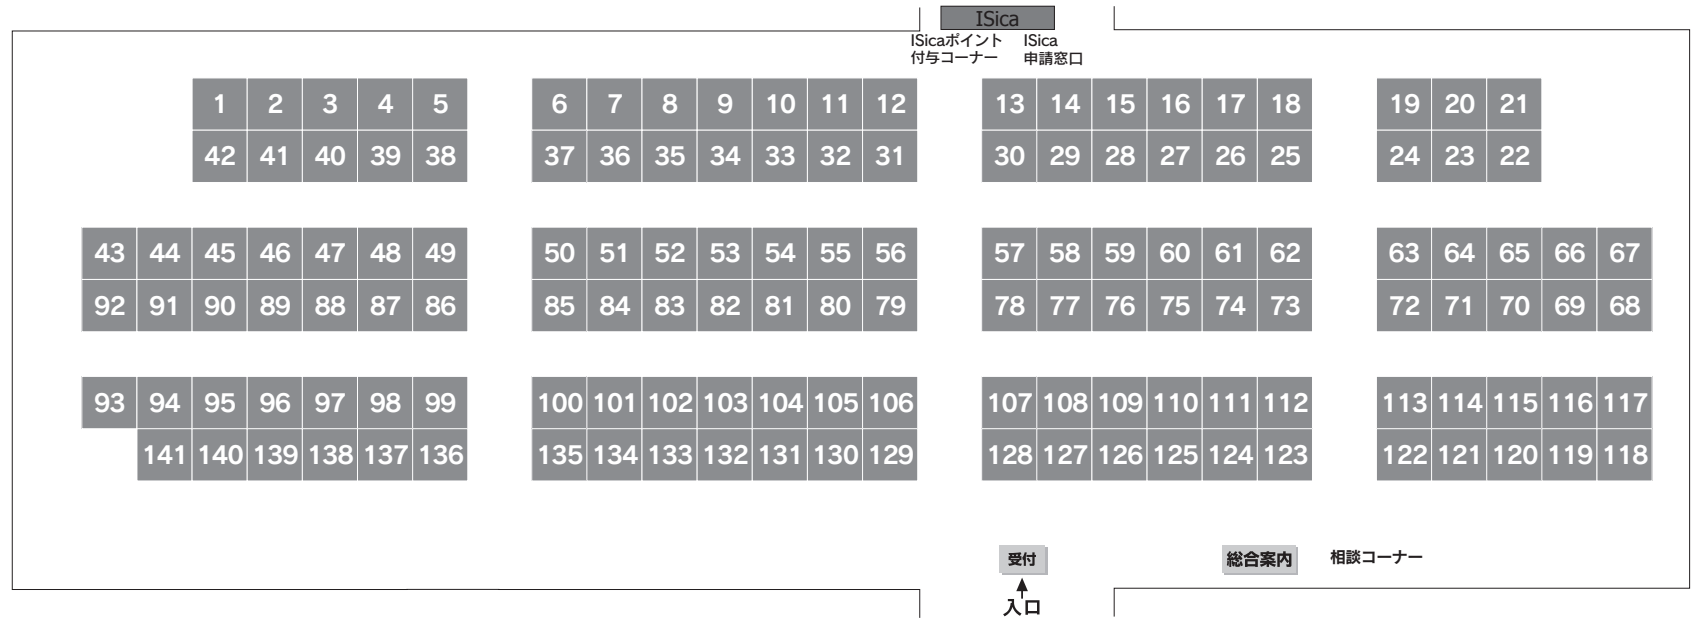 ISica
ISicaポイント ISica
付与コーナー 申請窓口
1 2 3 4 5 6 7 8 9 10 11 12 13 14 15 16 17 18 19 20 21
42 41 40 39 38 37 36 35 34 33 32 31 30 29 28 27 26 25 24 23 22
43 44 45 46 47 48 49 50 51 52 53 54 55 56 57 58 59 60 61 62 63 64 65 66 67
92 91 90 89 88 87 86 85 84 83 82 81 80 79 78 77 76 75 74 73 72 71 70 69 68
93 94 95 96 97 98 99 100 101 102 103 104 105 106 107 108 109 110 111 112 113 114 115 116 117
141 140 139 138 137 136 135 134 133 132 131 130 129 128 127 126 125 124 123 122 121 120 119 118
受付 総合案内 相談コーナー
入口